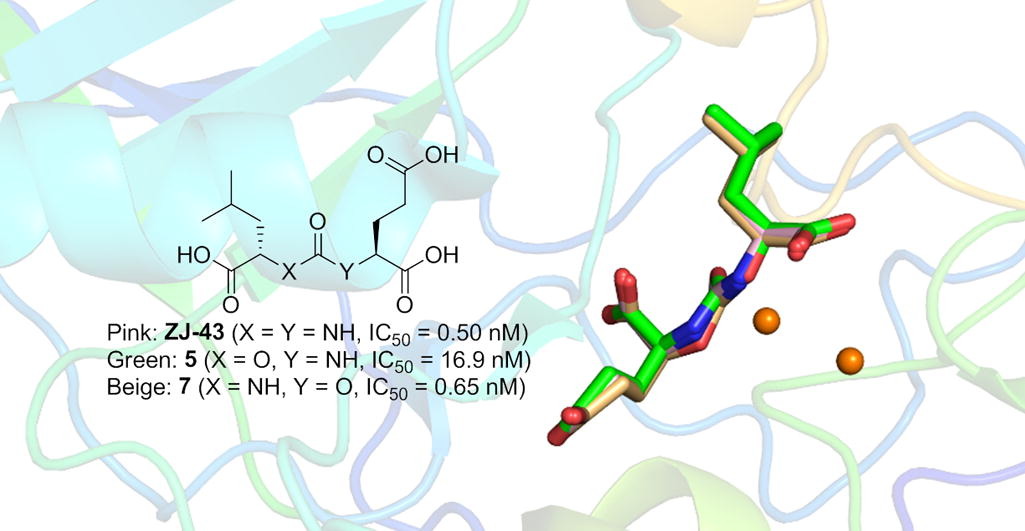 O
OH
O
HO
OH
X
Y
O
O
Pink: ZJ-43 (X = Y = NH, IC50 = 0.50 nM)
Green: 5 (X = O, Y = NH, IC50 = 16.9 nM)
Beige: 7 (X = NH, Y = O, IC50 = 0.65 nM)